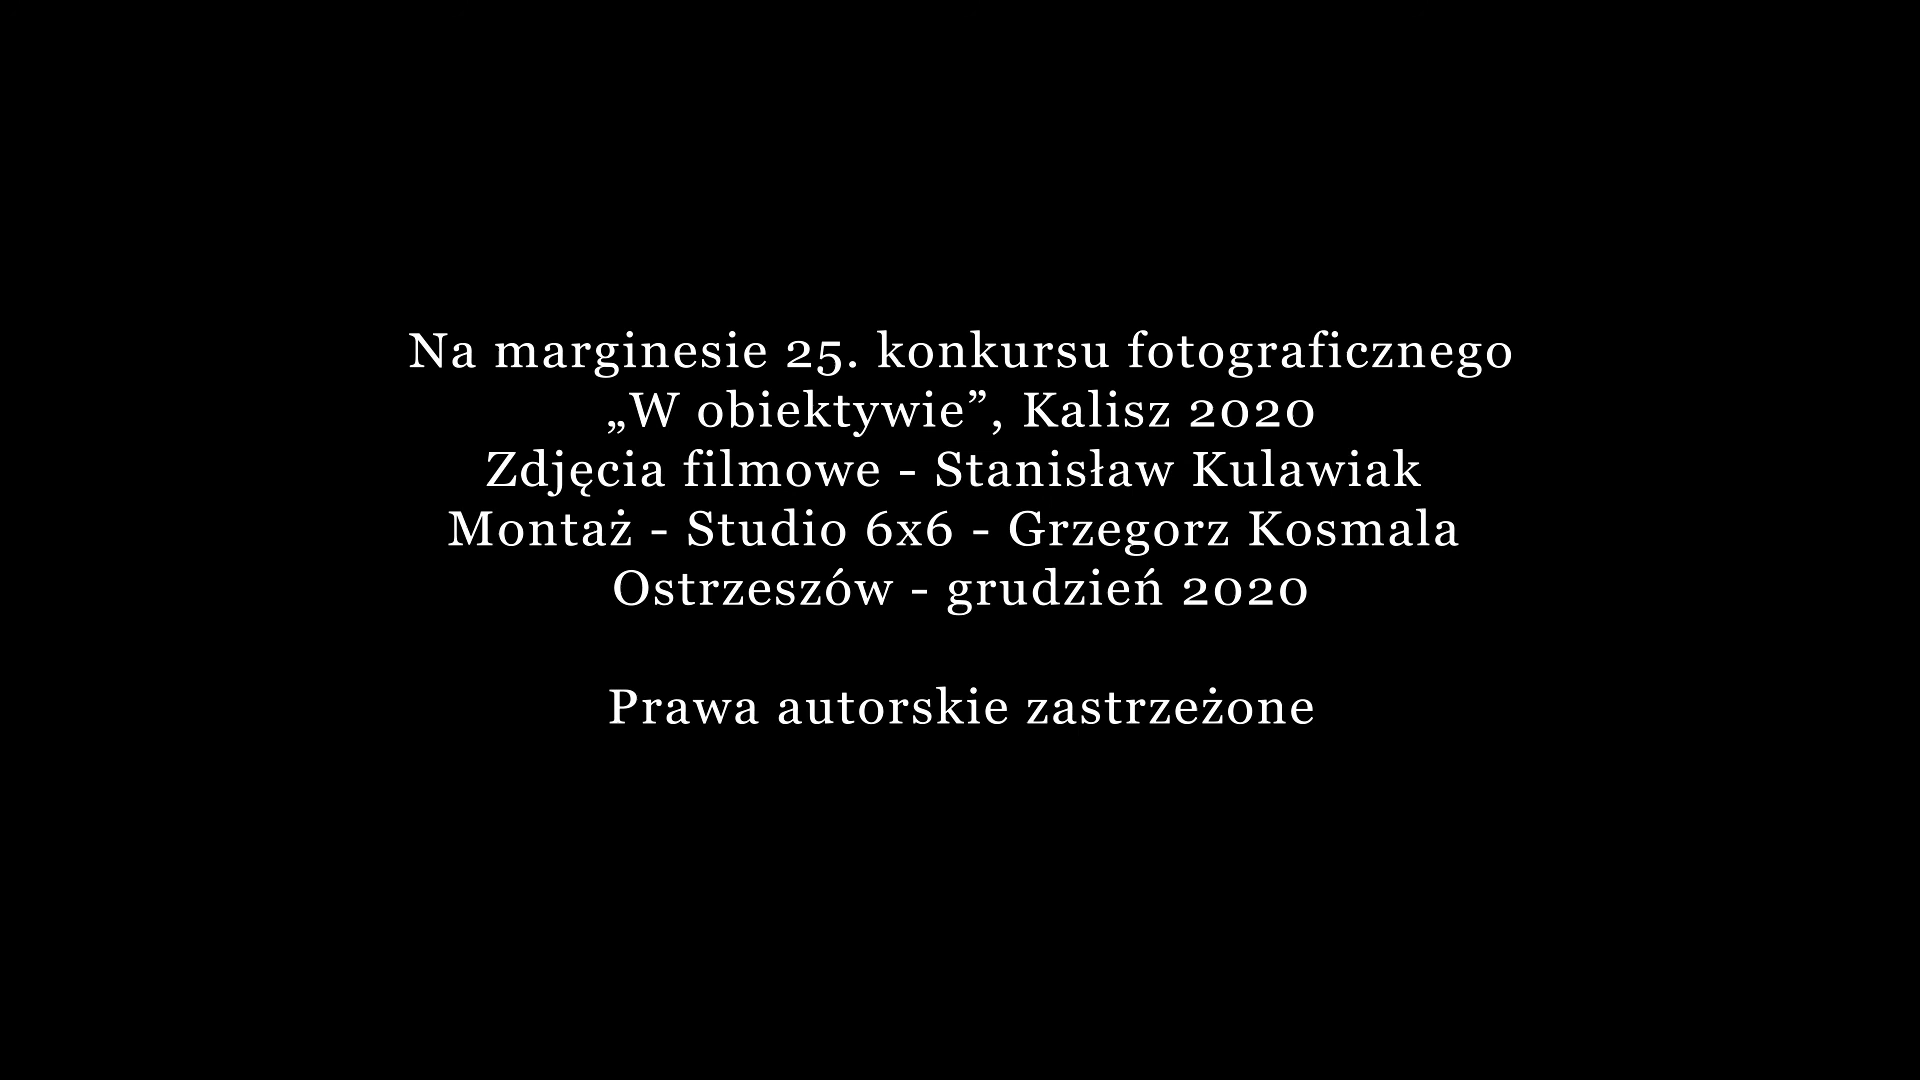 Na marginesie 25. konkursu fotograficznego
„W obiektywie”, Kalisz 2020
Zdjęcia filmowe - Stanisław Kulawiak
Montaż - Studio 6x6 - Grzegorz Kosmala
Ostrzeszów - grudzień 2020
Prawa autorskie zastrzeżone